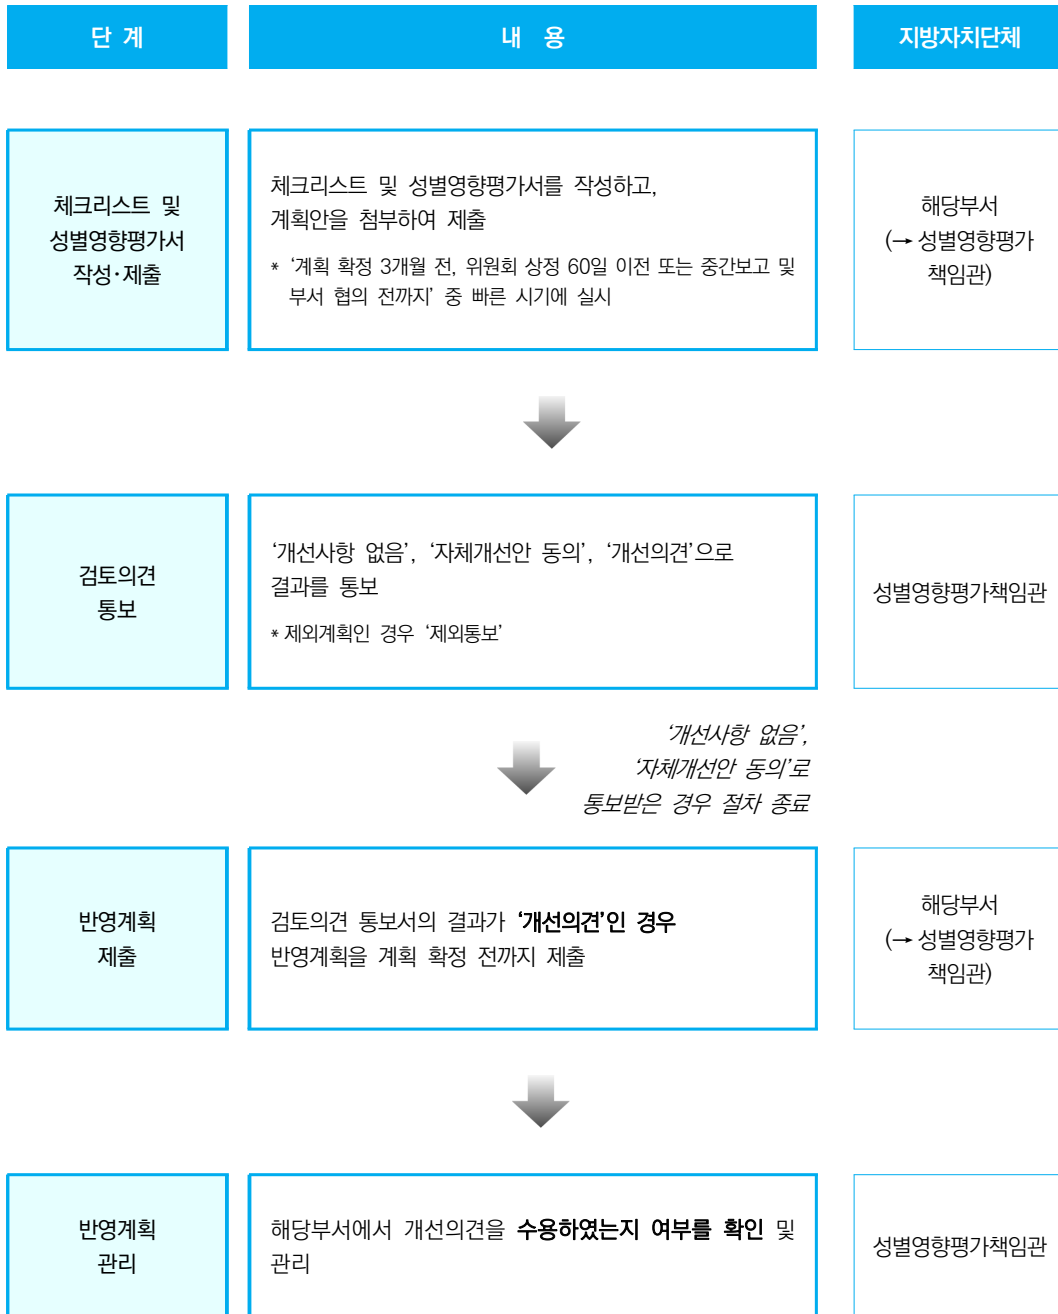 단 계
내 용
지방자치단체
체크리스트 및
성별영향평가서
작성·제출
체크리스트 및 성별영향평가서를 작성하고,
계획안을 첨부하여 제출
* ‘계획 확정 3개월 전, 위원회 상정 60일 이전 또는 중간보고 및
부서 협의 전까지’ 중 빠른 시기에 실시
해당부서
(→ 성별영향평가
책임관)
검토의견
통보
‘개선사항 없음’, ‘자체개선안 동의’, ‘개선의견’으로
결과를 통보
* 제외계획인 경우 ‘제외통보’
성별영향평가책임관
‘개선사항 없음’,
‘자체개선안 동의’로
통보받은 경우 절차 종료
반영계획
제출
검토의견 통보서의 결과가 ‘개선의견’인 경우
반영계획을 계획 확정 전까지 제출
해당부서
(→ 성별영향평가
책임관)
반영계획
관리
해당부서에서 개선의견을 수용하였는지 여부를 확인 및
관리
성별영향평가책임관